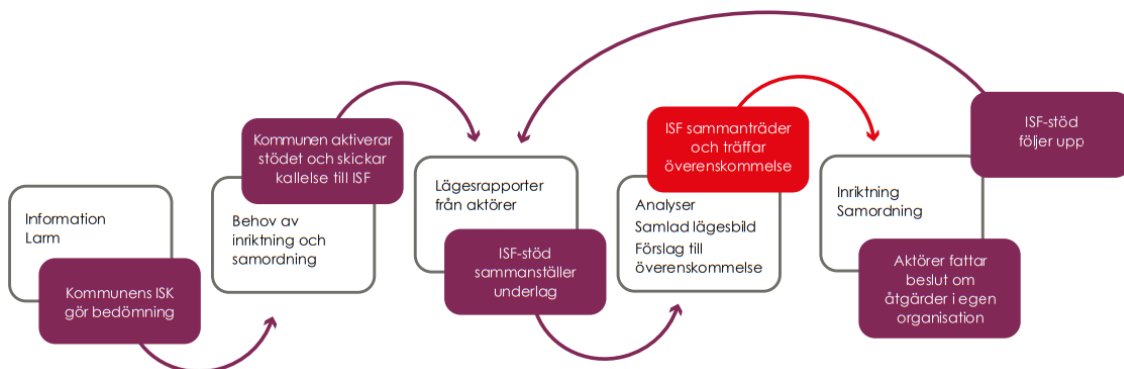 Information
Larm
Kommunens ISK
gör bedömning
Kommunen aktiverar
stödet och skickar
kallelse till ISF
Behov av
inriktning och
samordning
Lägesrapporter
från aktörer
ISF-stöd
sammanställer
underlag
ISF sammanträder
och träffar
överenskommelse
Analyser
Samlad lägesbild
Förslag till
överenskommelse
Inriktning
Samordning
Aktörer fattar
beslut om
åtgärder i egen
organisation
ISF-stöd
följer upp